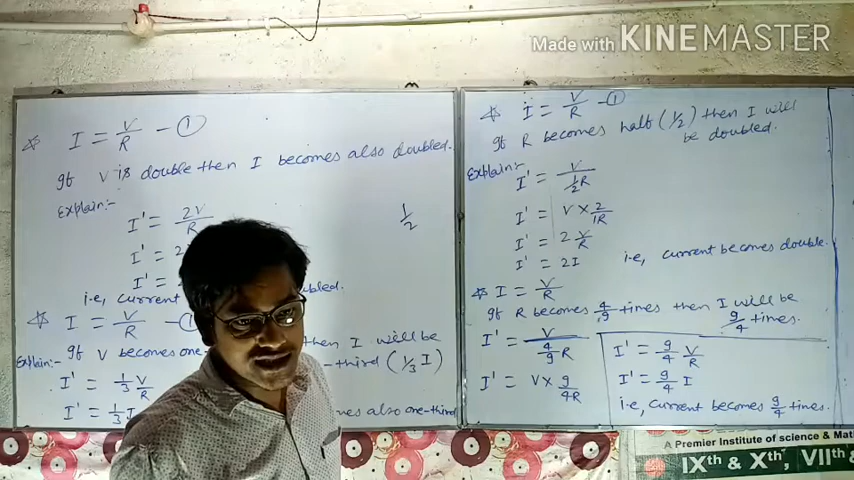 Made with KINEMASTER
I = V/R - ①
If V is double then I becomes also doubled.
Explain:-
I' = 2V/R
I' = 2
I' =
i.e, current
ubled.
1/2
I = V/R - ①
If V becomes one-
then I will be
-third (1/3 I)
Explain:-
I' = 1/3 V/R
I' = 1/3 I
mes also one-third
I = V/R - ①
If R becomes half (1/2) then I will
be doubled.
Explain:-
I' = V/(1/2 R)
I' = V × 2/1R
I' = 2 V/R
I' = 2I i.e, current becomes double.
I = V/R
If R becomes 4/9 times then I will be
9/4 times.
I' = V/(4/9 R)
I' = V × 9/4R
I' = 9/4 V/R
I' = 9/4 I
i.e, current becomes 9/4 times.
A Premier Institute of science & Mat
IXth & Xth, VIIth &